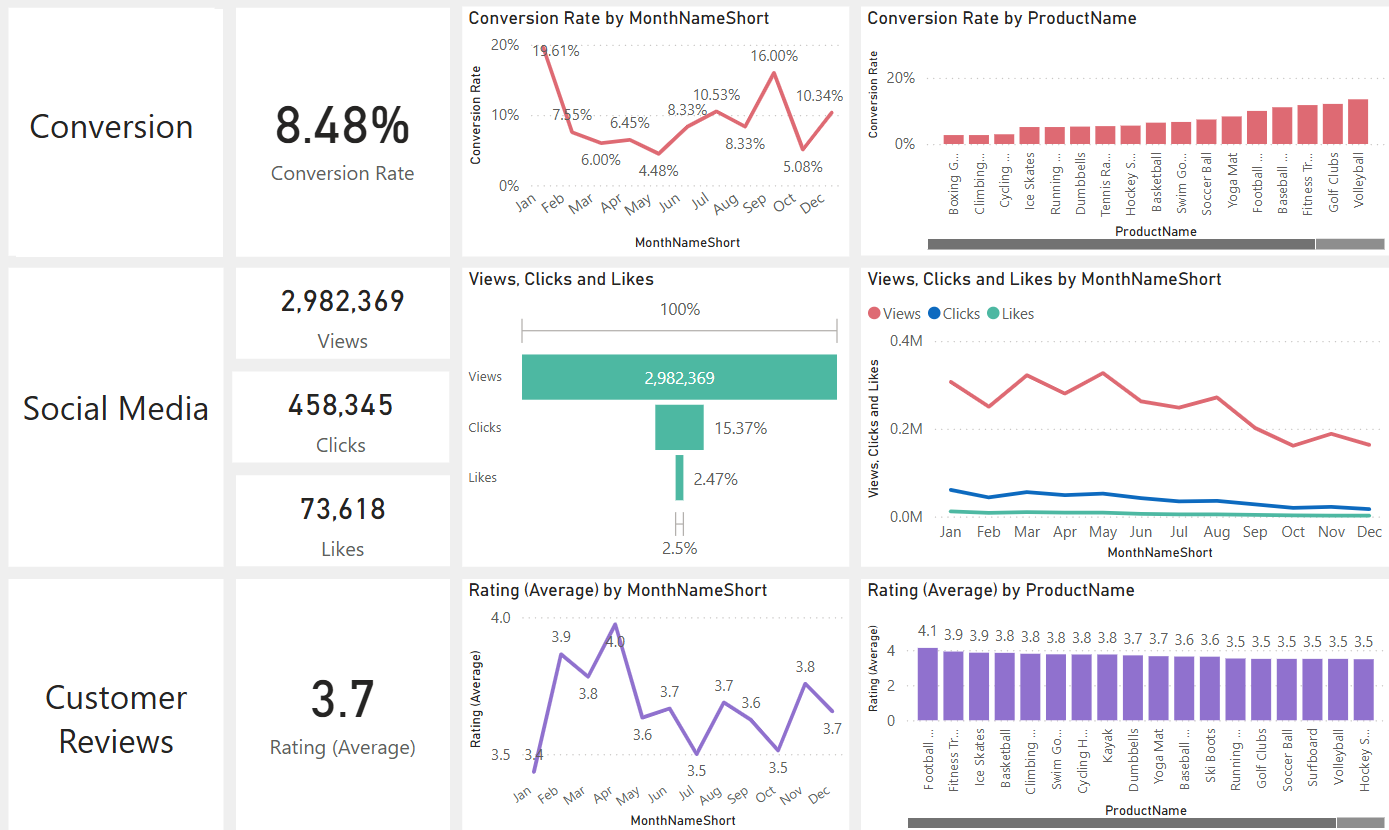 Conversion
8.48%
Conversion Rate
Conversion Rate by MonthNameShort
Conversion Rate
20%
10%
0%
19.61%
7.55%
6.00%
6.45%
4.48%
8.33%
10.53%
8.33%
16.00%
5.08%
10.34%
Jan
Feb
Mar
Apr
May
Jun
Jul
Aug
Sep
Oct
Dec
MonthNameShort
Conversion Rate by ProductName
Conversion Rate
20%
0%
Boxing G...
Climbing...
Cycling ...
Ice Skates
Running ...
Dumbbells
Tennis Ra...
Hockey S...
Basketball
Swim Go...
Soccer Ball
Yoga Mat
Football ...
Baseball ...
Fitness Tr...
Golf Clubs
Volleyball
ProductName
Social Media
2,982,369
Views
458,345
Clicks
73,618
Likes
Views, Clicks and Likes
100%
Views
2,982,369
Clicks
15.37%
Likes
2.47%
2.5%
Views, Clicks and Likes by MonthNameShort
Views Clicks Likes
Views, Clicks and Likes
0.4M
0.2M
0.0M
Jan Feb Mar Apr May Jun Jul Aug Sep Oct Nov Dec
MonthNameShort
Customer
Reviews
3.7
Rating (Average)
Rating (Average) by MonthNameShort
Rating (Average)
4.0
3.5
3.4
3.9
3.8
4.0
3.6
3.7
3.5
3.7
3.6
3.5
3.8
3.7
Jan
Feb
Mar
Apr
May
Jun
Jul
Aug
Sep
Oct
Nov
Dec
MonthNameShort
Rating (Average) by ProductName
Rating (Average)
4
2
0
4.1 3.9 3.9 3.8 3.8 3.8 3.8 3.8 3.7 3.7 3.6 3.6 3.5 3.5 3.5 3.5 3.5 3.5
Football ...
Fitness Tr...
Ice Skates
Basketball
Climbing ...
Swim Go...
Cycling H...
Kayak
Dumbbells
Yoga Mat
Baseball ...
Ski Boots
Running ...
Golf Clubs
Soccer Ball
Surfboard
Volleyball
Hockey S...
ProductName